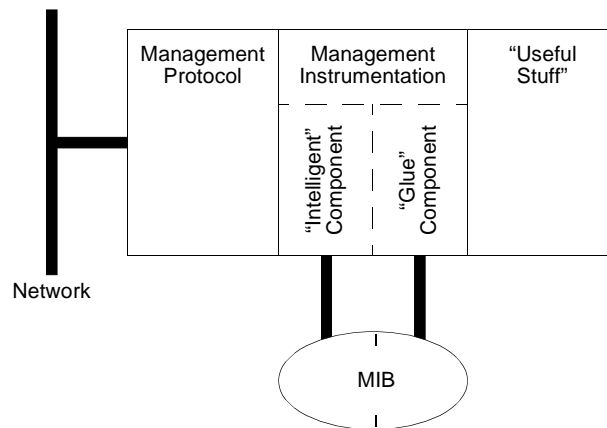 Management
Protocol
Management
Instrumentation
“Useful
Stuff”
“Intelligent”
Component
“Glue”
Component
Network
MIB